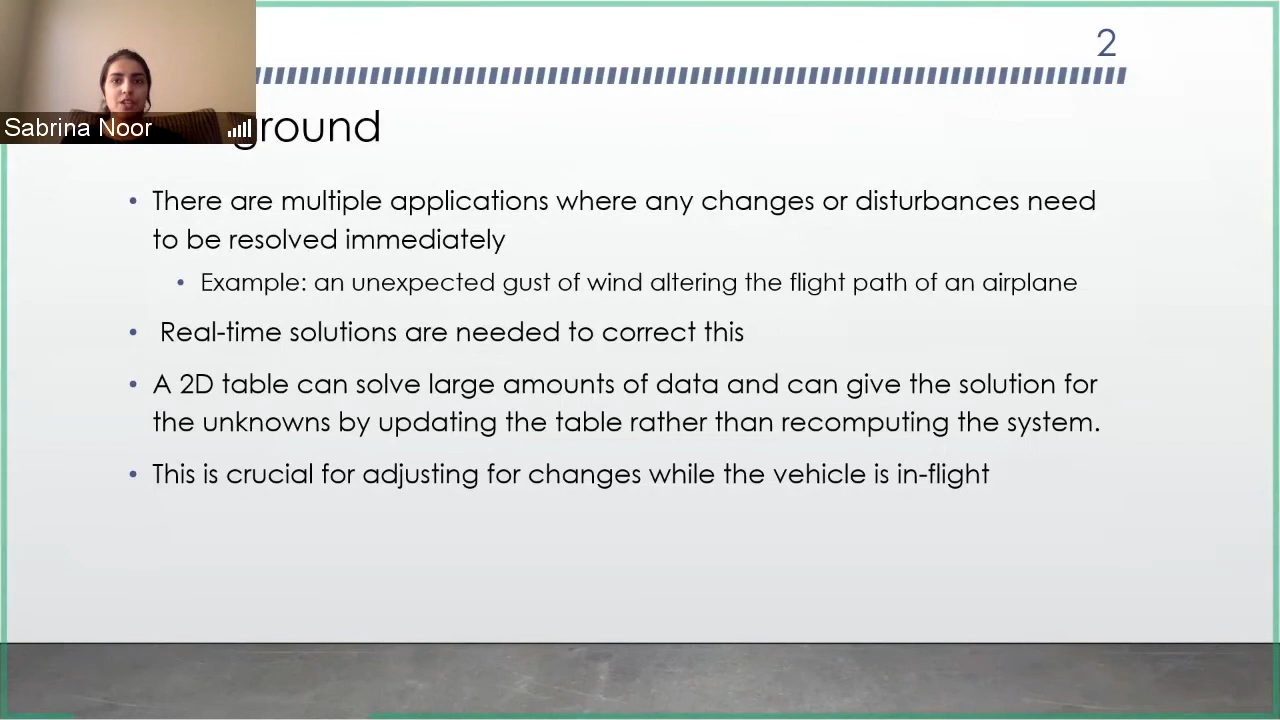 2
Sabrina Noor
ground
• There are multiple applications where any changes or disturbances need
to be resolved immediately
• Example: an unexpected gust of wind altering the flight path of an airplane
• Real-time solutions are needed to correct this
• A 2D table can solve large amounts of data and can give the solution for
the unknowns by updating the table rather than recomputing the system.
• This is crucial for adjusting for changes while the vehicle is in-flight